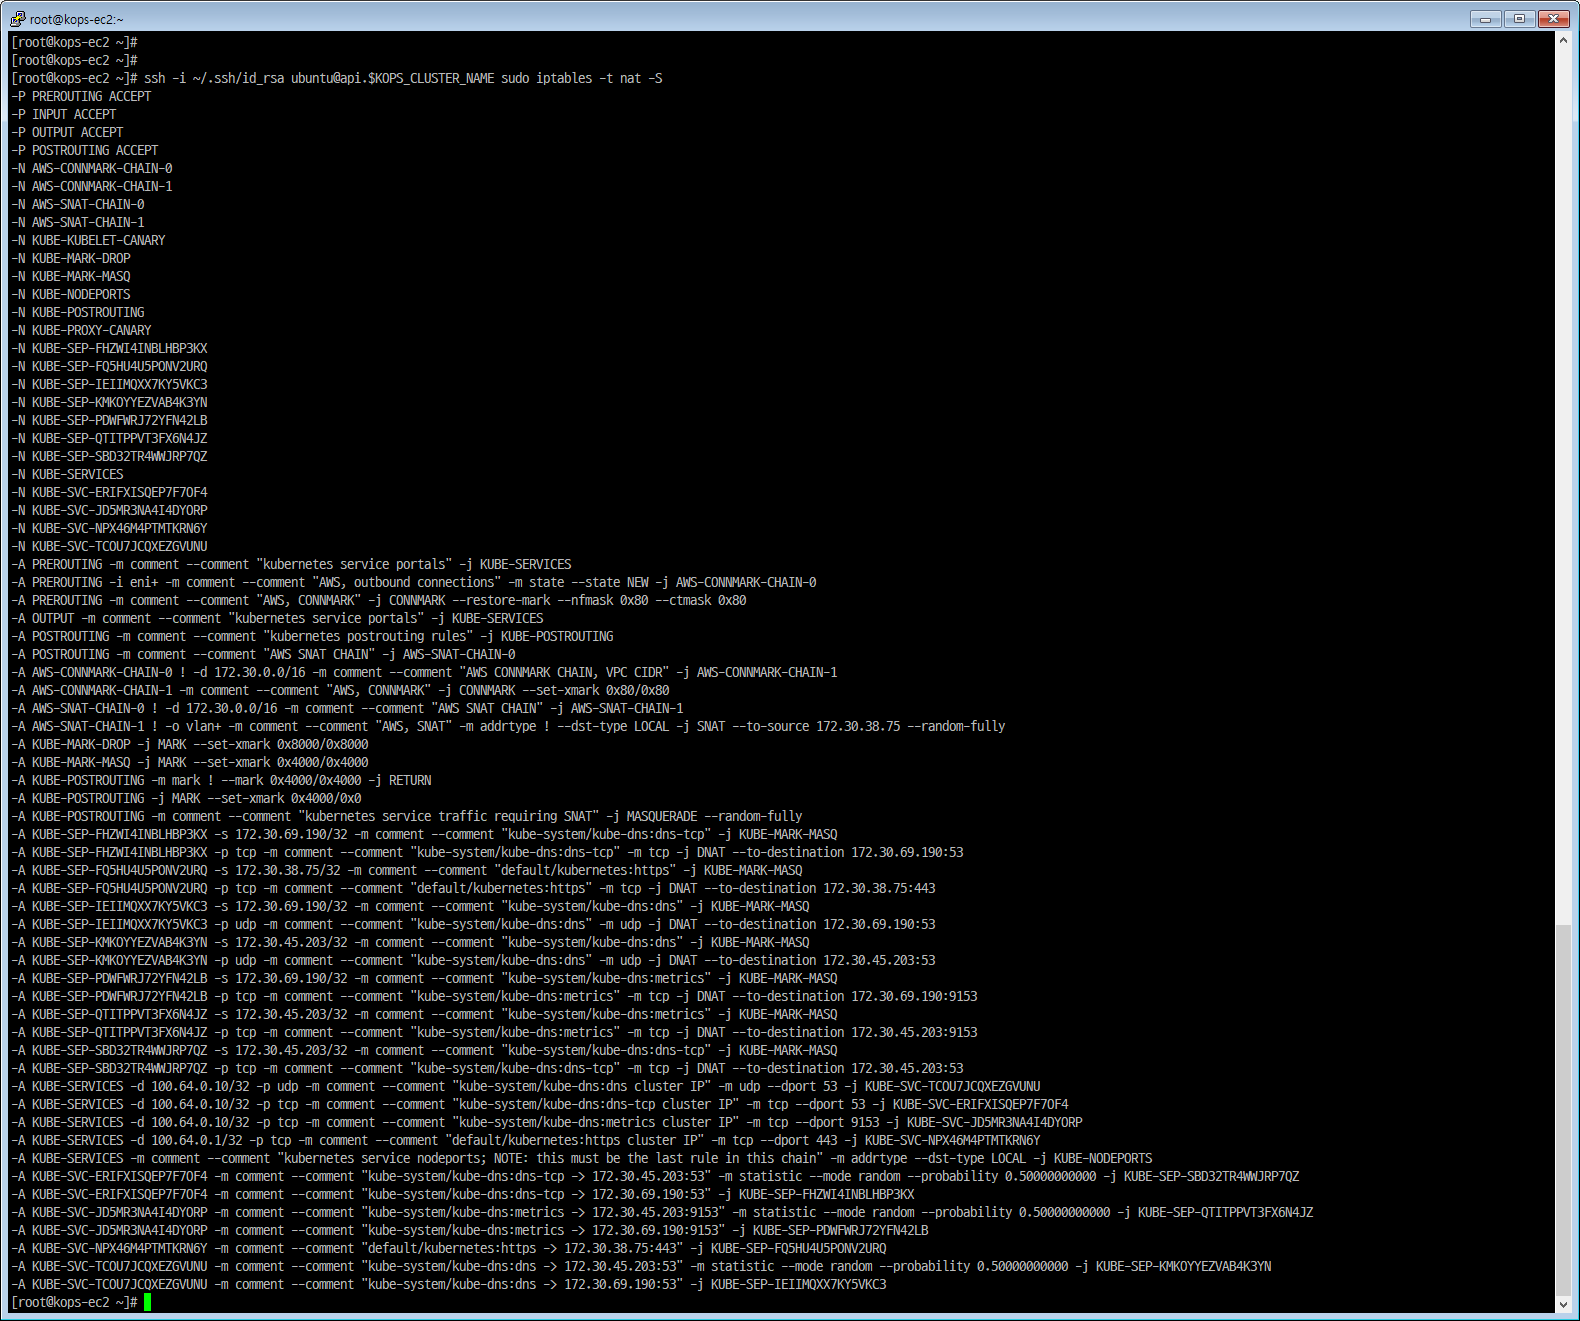 root@kops-ec2:~
[root@kops-ec2 ~]#
[root@kops-ec2 ~]#
[root@kops-ec2 ~]# ssh -i ~/.ssh/id_rsa ubuntu@api.$KOPS_CLUSTER_NAME sudo iptables -t nat -S
-P PREROUTING ACCEPT
-P INPUT ACCEPT
-P OUTPUT ACCEPT
-P POSTROUTING ACCEPT
-N AWS-CONNMARK-CHAIN-0
-N AWS-CONNMARK-CHAIN-1
-N AWS-SNAT-CHAIN-0
-N AWS-SNAT-CHAIN-1
-N KUBE-KUBELET-CANARY
-N KUBE-MARK-DROP
-N KUBE-MARK-MASQ
-N KUBE-NODEPORTS
-N KUBE-POSTROUTING
-N KUBE-PROXY-CANARY
-N KUBE-SEP-FHZWI4INBLHBP3KX
-N KUBE-SEP-FQ5HU4U5PONV2URQ
-N KUBE-SEP-IEIIMQXX7KY5VKC3
-N KUBE-SEP-KMKOYYEZVAB4K3YN
-N KUBE-SEP-PDWFWRJ72YFN42LB
-N KUBE-SEP-QTITPPVT3FX6N4JZ
-N KUBE-SEP-SBD32TR4WWJRP7QZ
-N KUBE-SERVICES
-N KUBE-SVC-ERIFXISQEP7F7OF4
-N KUBE-SVC-JD5MR3NA4I4DYORP
-N KUBE-SVC-NPX46M4PTMTKRN6Y
-N KUBE-SVC-TCOU7JCQXEZGVUNU
-A PREROUTING -m comment --comment "kubernetes service portals" -j KUBE-SERVICES
-A PREROUTING -i eni+ -m comment --comment "AWS, outbound connections" -m state --state NEW -j AWS-CONNMARK-CHAIN-0
-A PREROUTING -m comment --comment "AWS, CONNMARK" -j CONNMARK --restore-mark --nfmask 0x80 --ctmask 0x80
-A OUTPUT -m comment --comment "kubernetes service portals" -j KUBE-SERVICES
-A POSTROUTING -m comment --comment "kubernetes postrouting rules" -j KUBE-POSTROUTING
-A POSTROUTING -m comment --comment "AWS SNAT CHAIN" -j AWS-SNAT-CHAIN-0
-A AWS-CONNMARK-CHAIN-0 ! -d 172.30.0.0/16 -m comment --comment "AWS CONNMARK CHAIN, VPC CIDR" -j AWS-CONNMARK-CHAIN-1
-A AWS-CONNMARK-CHAIN-1 -m comment --comment "AWS, CONNMARK" -j CONNMARK --set-xmark 0x80/0x80
-A AWS-SNAT-CHAIN-0 ! -d 172.30.0.0/16 -m comment --comment "AWS SNAT CHAIN" -j AWS-SNAT-CHAIN-1
-A AWS-SNAT-CHAIN-1 ! -o vlan+ -m comment --comment "AWS, SNAT" -m addrtype ! --dst-type LOCAL -j SNAT --to-source 172.30.38.75 --random-fully
-A KUBE-MARK-DROP -j MARK --set-xmark 0x8000/0x8000
-A KUBE-MARK-MASQ -j MARK --set-xmark 0x4000/0x4000
-A KUBE-POSTROUTING -m mark ! --mark 0x4000/0x4000 -j RETURN
-A KUBE-POSTROUTING -j MARK --set-xmark 0x4000/0x0
-A KUBE-POSTROUTING -m comment --comment "kubernetes service traffic requiring SNAT" -j MASQUERADE --random-fully
-A KUBE-SEP-FHZWI4INBLHBP3KX -s 172.30.69.190/32 -m comment --comment "kube-system/kube-dns:dns-tcp" -j KUBE-MARK-MASQ
-A KUBE-SEP-FHZWI4INBLHBP3KX -p tcp -m comment --comment "kube-system/kube-dns:dns-tcp" -m tcp -j DNAT --to-destination 172.30.69.190:53
-A KUBE-SEP-FQ5HU4U5PONV2URQ -s 172.30.38.75/32 -m comment --comment "default/kubernetes:https" -j KUBE-MARK-MASQ
-A KUBE-SEP-FQ5HU4U5PONV2URQ -p tcp -m comment --comment "default/kubernetes:https" -m tcp -j DNAT --to-destination 172.30.38.75:443
-A KUBE-SEP-IEIIMQXX7KY5VKC3 -s 172.30.69.190/32 -m comment --comment "kube-system/kube-dns:dns" -j KUBE-MARK-MASQ
-A KUBE-SEP-IEIIMQXX7KY5VKC3 -p udp -m comment --comment "kube-system/kube-dns:dns" -m udp -j DNAT --to-destination 172.30.69.190:53
-A KUBE-SEP-KMKOYYEZVAB4K3YN -s 172.30.45.203/32 -m comment --comment "kube-system/kube-dns:dns" -j KUBE-MARK-MASQ
-A KUBE-SEP-KMKOYYEZVAB4K3YN -p udp -m comment --comment "kube-system/kube-dns:dns" -m udp -j DNAT --to-destination 172.30.45.203:53
-A KUBE-SEP-PDWFWRJ72YFN42LB -s 172.30.69.190/32 -m comment --comment "kube-system/kube-dns:metrics" -j KUBE-MARK-MASQ
-A KUBE-SEP-PDWFWRJ72YFN42LB -p tcp -m comment --comment "kube-system/kube-dns:metrics" -m tcp -j DNAT --to-destination 172.30.69.190:9153
-A KUBE-SEP-QTITPPVT3FX6N4JZ -s 172.30.45.203/32 -m comment --comment "kube-system/kube-dns:metrics" -j KUBE-MARK-MASQ
-A KUBE-SEP-QTITPPVT3FX6N4JZ -p tcp -m comment --comment "kube-system/kube-dns:metrics" -m tcp -j DNAT --to-destination 172.30.45.203:9153
-A KUBE-SEP-SBD32TR4WWJRP7QZ -s 172.30.45.203/32 -m comment --comment "kube-system/kube-dns:dns-tcp" -j KUBE-MARK-MASQ
-A KUBE-SEP-SBD32TR4WWJRP7QZ -p tcp -m comment --comment "kube-system/kube-dns:dns-tcp" -m tcp -j DNAT --to-destination 172.30.45.203:53
-A KUBE-SERVICES -d 100.64.0.10/32 -p udp -m comment --comment "kube-system/kube-dns:dns cluster IP" -m udp --dport 53 -j KUBE-SVC-TCOU7JCQXEZGVUNU
-A KUBE-SERVICES -d 100.64.0.10/32 -p tcp -m comment --comment "kube-system/kube-dns:dns-tcp cluster IP" -m tcp --dport 53 -j KUBE-SVC-ERIFXISQEP7F7OF4
-A KUBE-SERVICES -d 100.64.0.10/32 -p tcp -m comment --comment "kube-system/kube-dns:metrics cluster IP" -m tcp --dport 9153 -j KUBE-SVC-JD5MR3NA4I4DYORP
-A KUBE-SERVICES -d 100.64.0.1/32 -p tcp -m comment --comment "default/kubernetes:https cluster IP" -m tcp --dport 443 -j KUBE-SVC-NPX46M4PTMTKRN6Y
-A KUBE-SERVICES -m comment --comment "kubernetes service nodeports; NOTE: this must be the last rule in this chain" -m addrtype --dst-type LOCAL -j KUBE-NODEPORTS
-A KUBE-SVC-ERIFXISQEP7F7OF4 -m comment --comment "kube-system/kube-dns:dns-tcp -> 172.30.45.203:53" -m statistic --mode random --probability 0.50000000000 -j KUBE-SEP-SBD32TR4WWJRP7QZ
-A KUBE-SVC-ERIFXISQEP7F7OF4 -m comment --comment "kube-system/kube-dns:dns-tcp -> 172.30.69.190:53" -j KUBE-SEP-FHZWI4INBLHBP3KX
-A KUBE-SVC-JD5MR3NA4I4DYORP -m comment --comment "kube-system/kube-dns:metrics -> 172.30.45.203:9153" -m statistic --mode random --probability 0.50000000000 -j KUBE-SEP-QTITPPVT3FX6N4JZ
-A KUBE-SVC-JD5MR3NA4I4DYORP -m comment --comment "kube-system/kube-dns:metrics -> 172.30.69.190:9153" -j KUBE-SEP-PDWFWRJ72YFN42LB
-A KUBE-SVC-NPX46M4PTMTKRN6Y -m comment --comment "default/kubernetes:https -> 172.30.38.75:443" -j KUBE-SEP-FQ5HU4U5PONV2URQ
-A KUBE-SVC-TCOU7JCQXEZGVUNU -m comment --comment "kube-system/kube-dns:dns -> 172.30.45.203:53" -m statistic --mode random --probability 0.50000000000 -j KUBE-SEP-KMKOYYEZVAB4K3YN
-A KUBE-SVC-TCOU7JCQXEZGVUNU -m comment --comment "kube-system/kube-dns:dns -> 172.30.69.190:53" -j KUBE-SEP-IEIIMQXX7KY5VKC3
[root@kops-ec2 ~]#